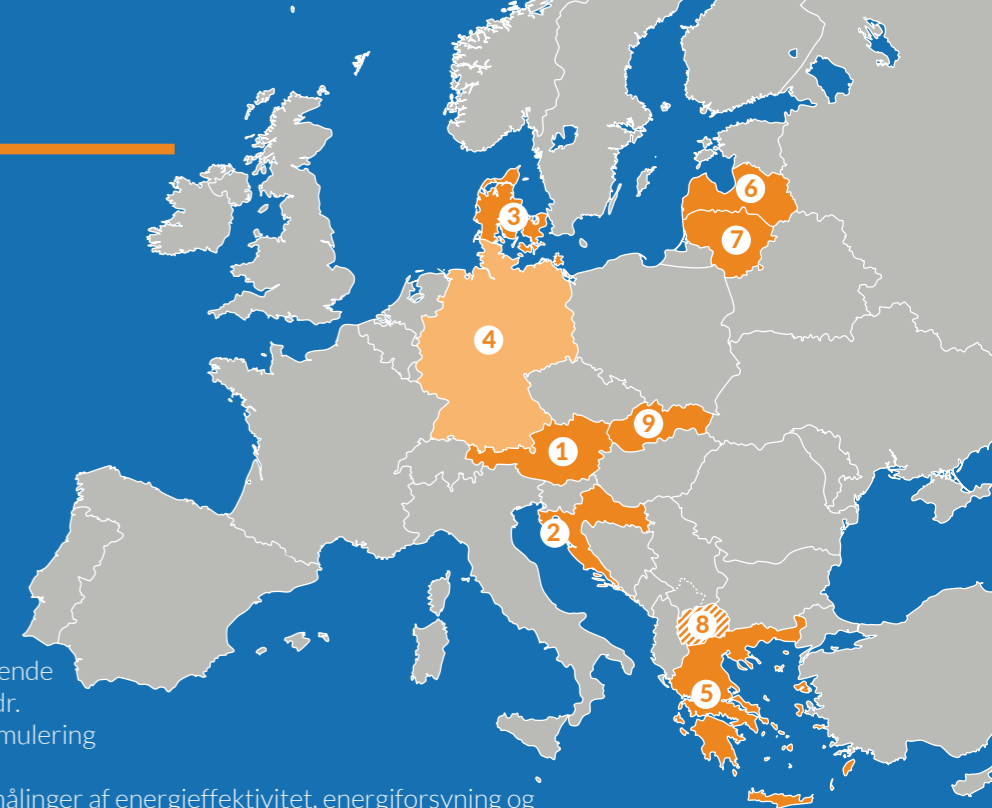 6
3
7
4
9
1
2
8
5
ende
dr.
mulering
ålinger af energieffektivitet, energiforsyning og